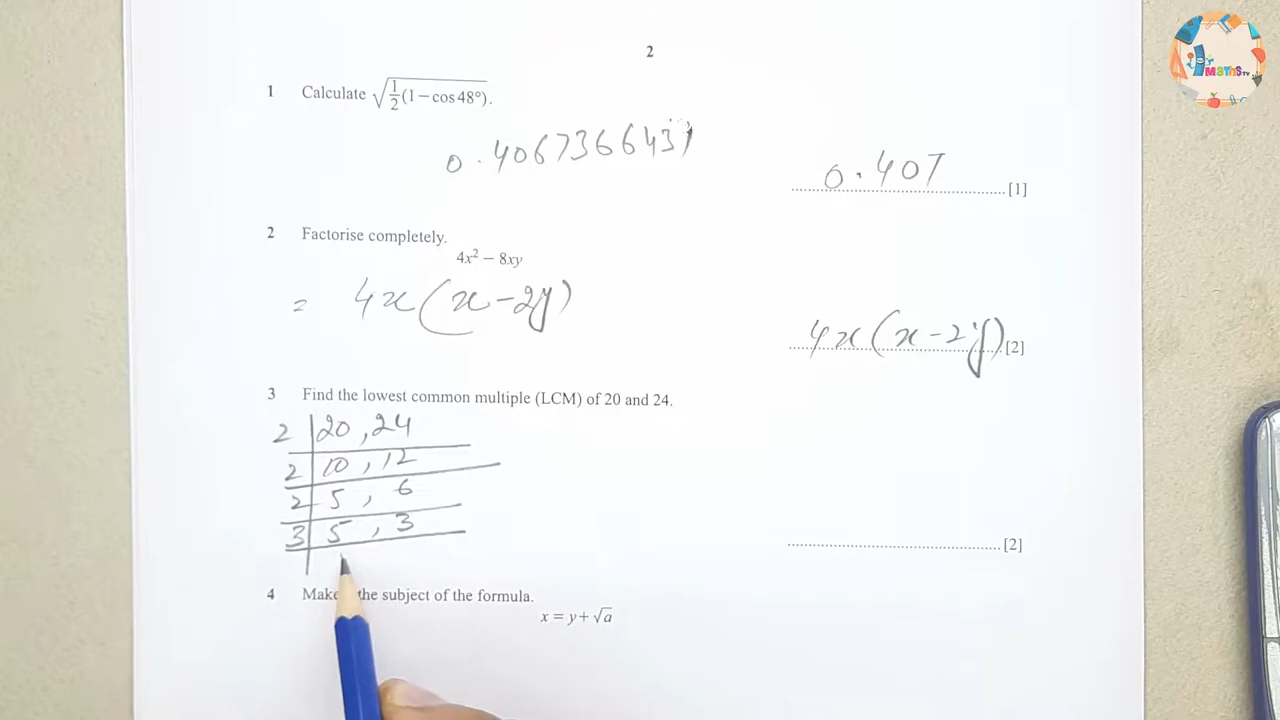 2
1 Calculate √(1/2(1−cos 48°)).
0.4067366431
0.407
[1]
2 Factorise completely.
4x² − 8xy
= 4x(x−2y)
4x(x−2y) [2]
3 Find the lowest common multiple (LCM) of 20 and 24.
2 | 20, 24
2 | 10, 12
2 | 5, 6
3 | 5, 3
[2]
4 Make the subject of the formula.
x = y + √a
MATHS TV